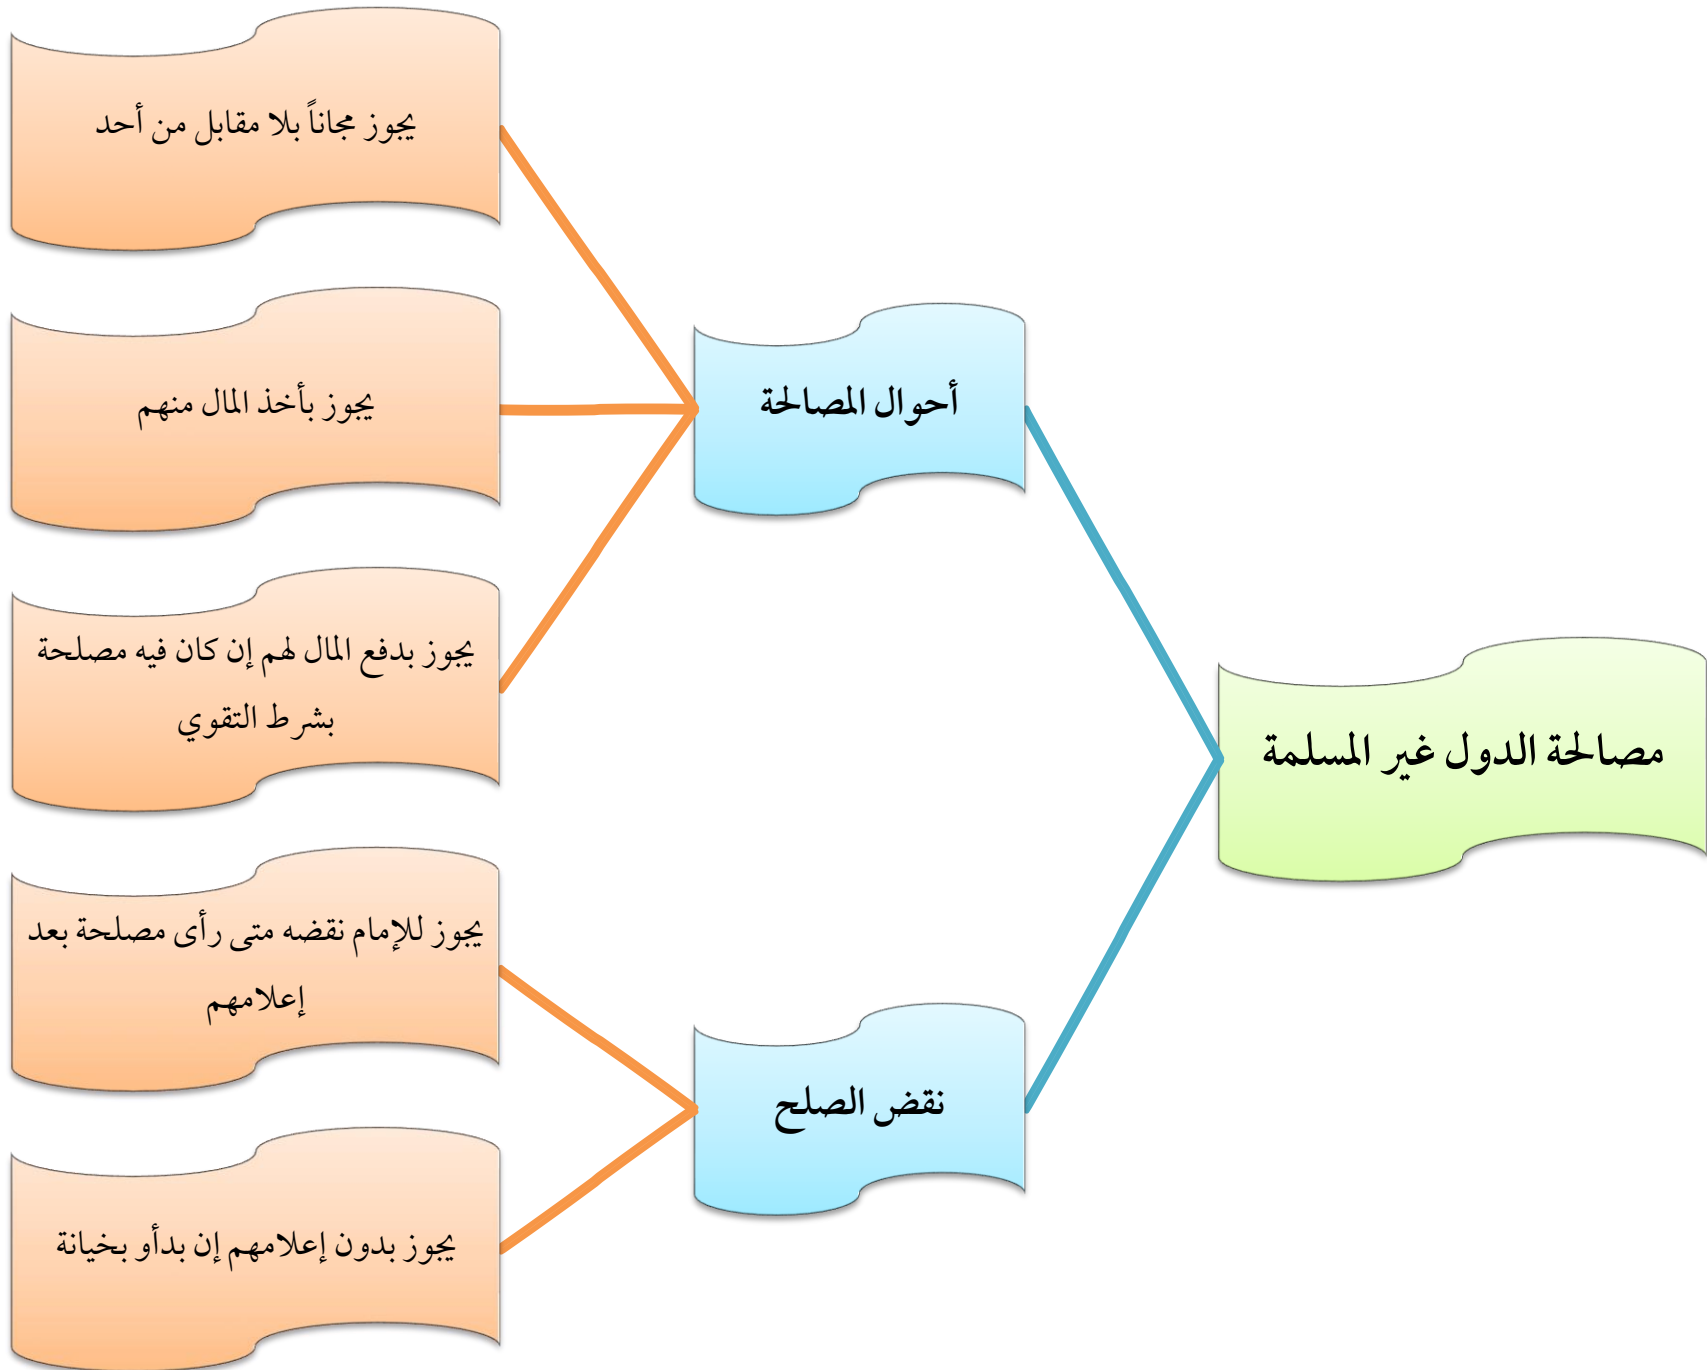 مصالحة الدول غير المسلمة
أحوال المصالحة
يجوز مجاناً بلا مقابل من أحد
يجوز بأخذ المال منهم
يجوز بدفع المال لهم إن كان فيه مصلحة
بشرط التقوي
نقض الصلح
يجوز للإمام نقضه متى رأى مصلحة بعد
إعلامهم
يجوز بدون إعلامهم إن بدأو بخيانة